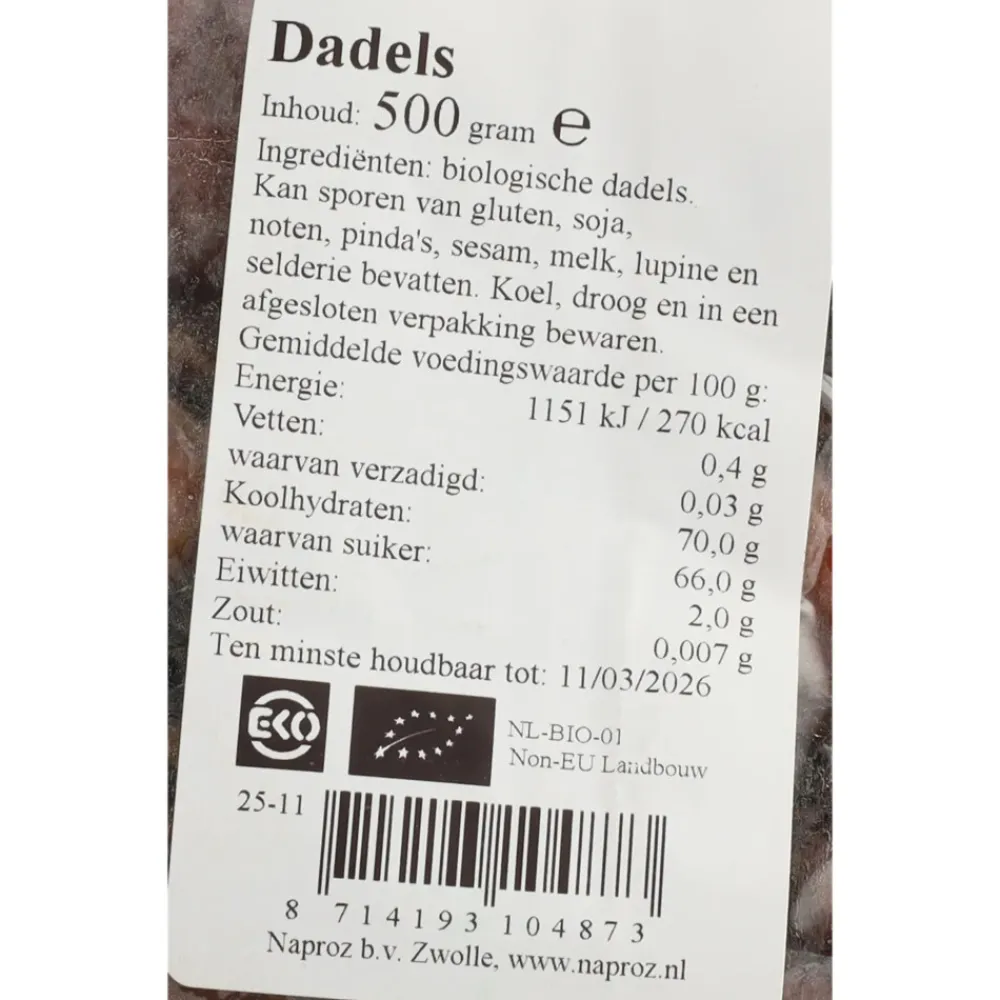 Dadels
Inhoud: 500 gram ℮
Ingrediënten: biologische dadels.
Kan sporen van gluten, soja,
noten, pinda's, sesam, melk, lupine en
selderie bevatten. Koel, droog en in een
afgesloten verpakking bewaren.
Gemiddelde voedingswaarde per 100 g:
Energie: 1151 kJ / 270 kcal
Vetten: 0,4 g
waarvan verzadigd: 0,03 g
Koolhydraten: 70,0 g
waarvan suiker: 66,0 g
Eiwitten: 2,0 g
Zout: 0,007 g
Ten minste houdbaar tot: 11/03/2026
EKO
NL-BIO-01
Non-EU Landbouw
25-11
8 714193 104873
Naproz b.v. Zwolle, www.naproz.nl